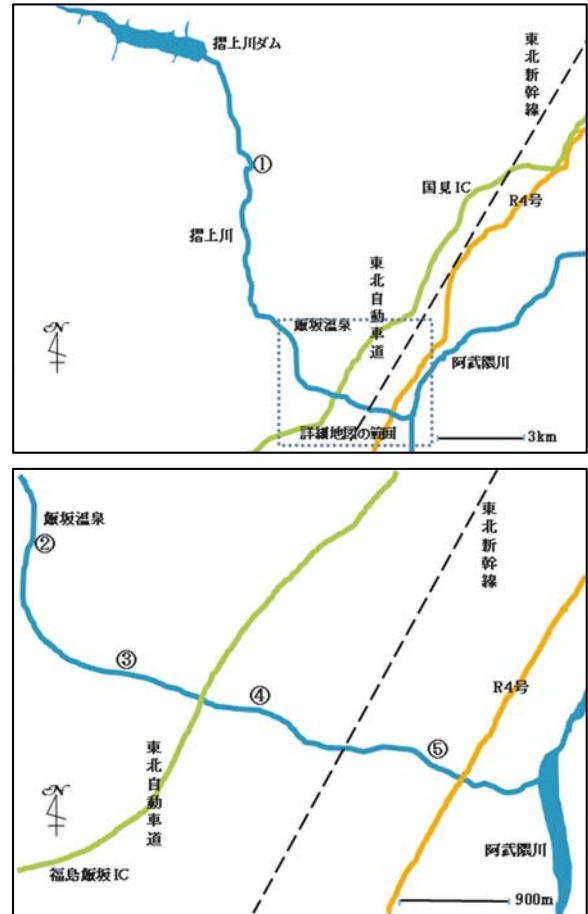 摺上川ダム
東北新幹線
①
国見IC
R4号
摺上川
東北自動車道
飯坂温泉
N
阿武隈川
詳細地図の範囲
3km
飯坂温泉
②
東北新幹線
③
R4号
④
⑤
東北自動車道
N
阿武隈川
福島飯坂IC
900m